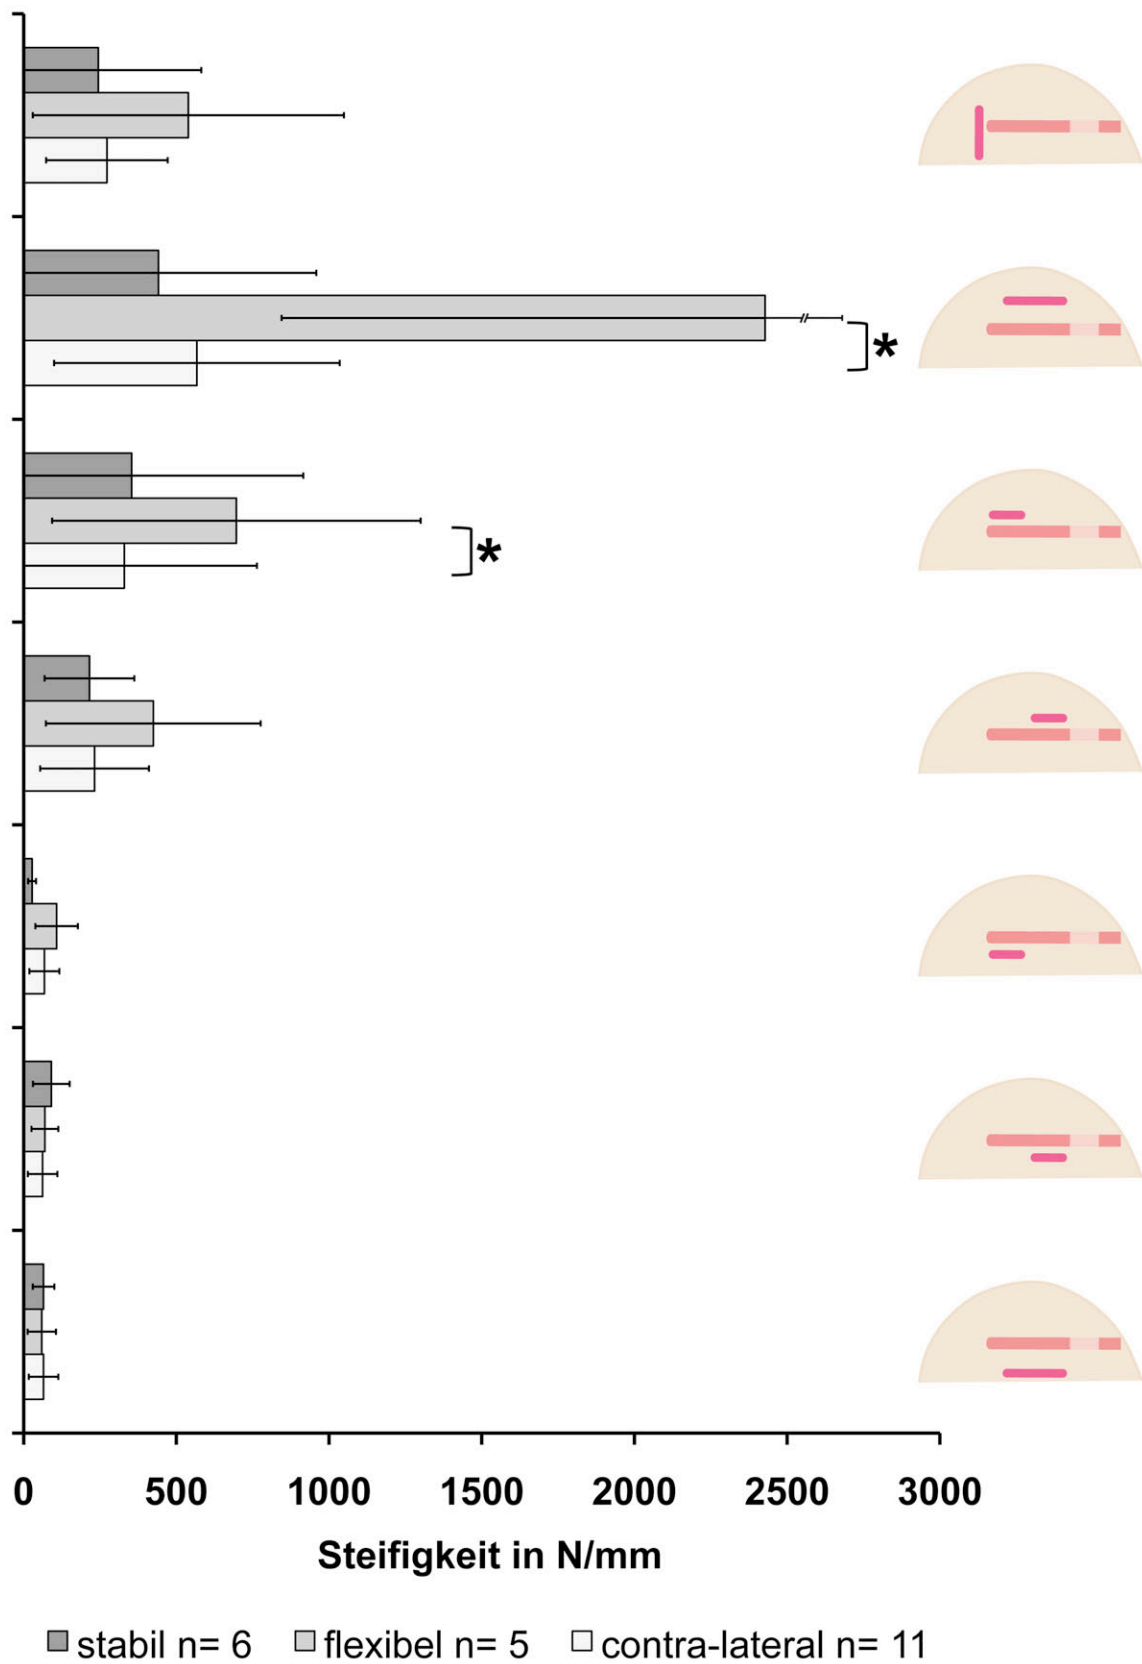 *
*
0 500 1000 1500 2000 2500 3000
Steifigkeit in N/mm
stabil n= 6 flexibel n= 5 contra-lateral n= 11